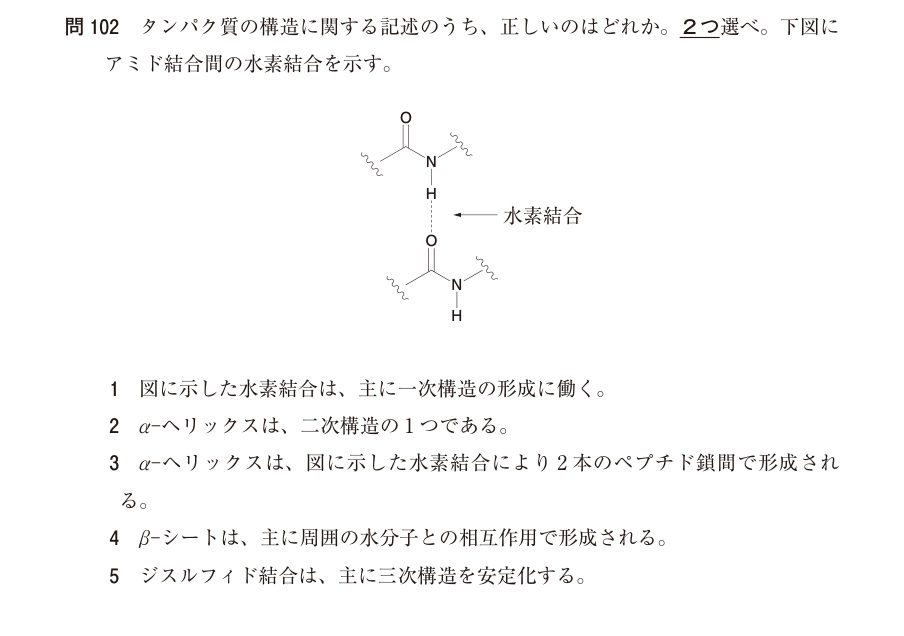 問 102　タンパク質の構造に関する記述のうち、正しいのはどれか。２つ選べ。下図に
アミド結合間の水素結合を示す。
O
N
H
水素結合
O
N
H
1　図に示した水素結合は、主に一次構造の形成に働く。
2　α-ヘリックスは、二次構造の１つである。
3　α-ヘリックスは、図に示した水素結合により２本のペプチド鎖間で形成され
る。
4　β-シートは、主に周囲の水分子との相互作用で形成される。
5　ジスルフィド結合は、主に三次構造を安定化する。